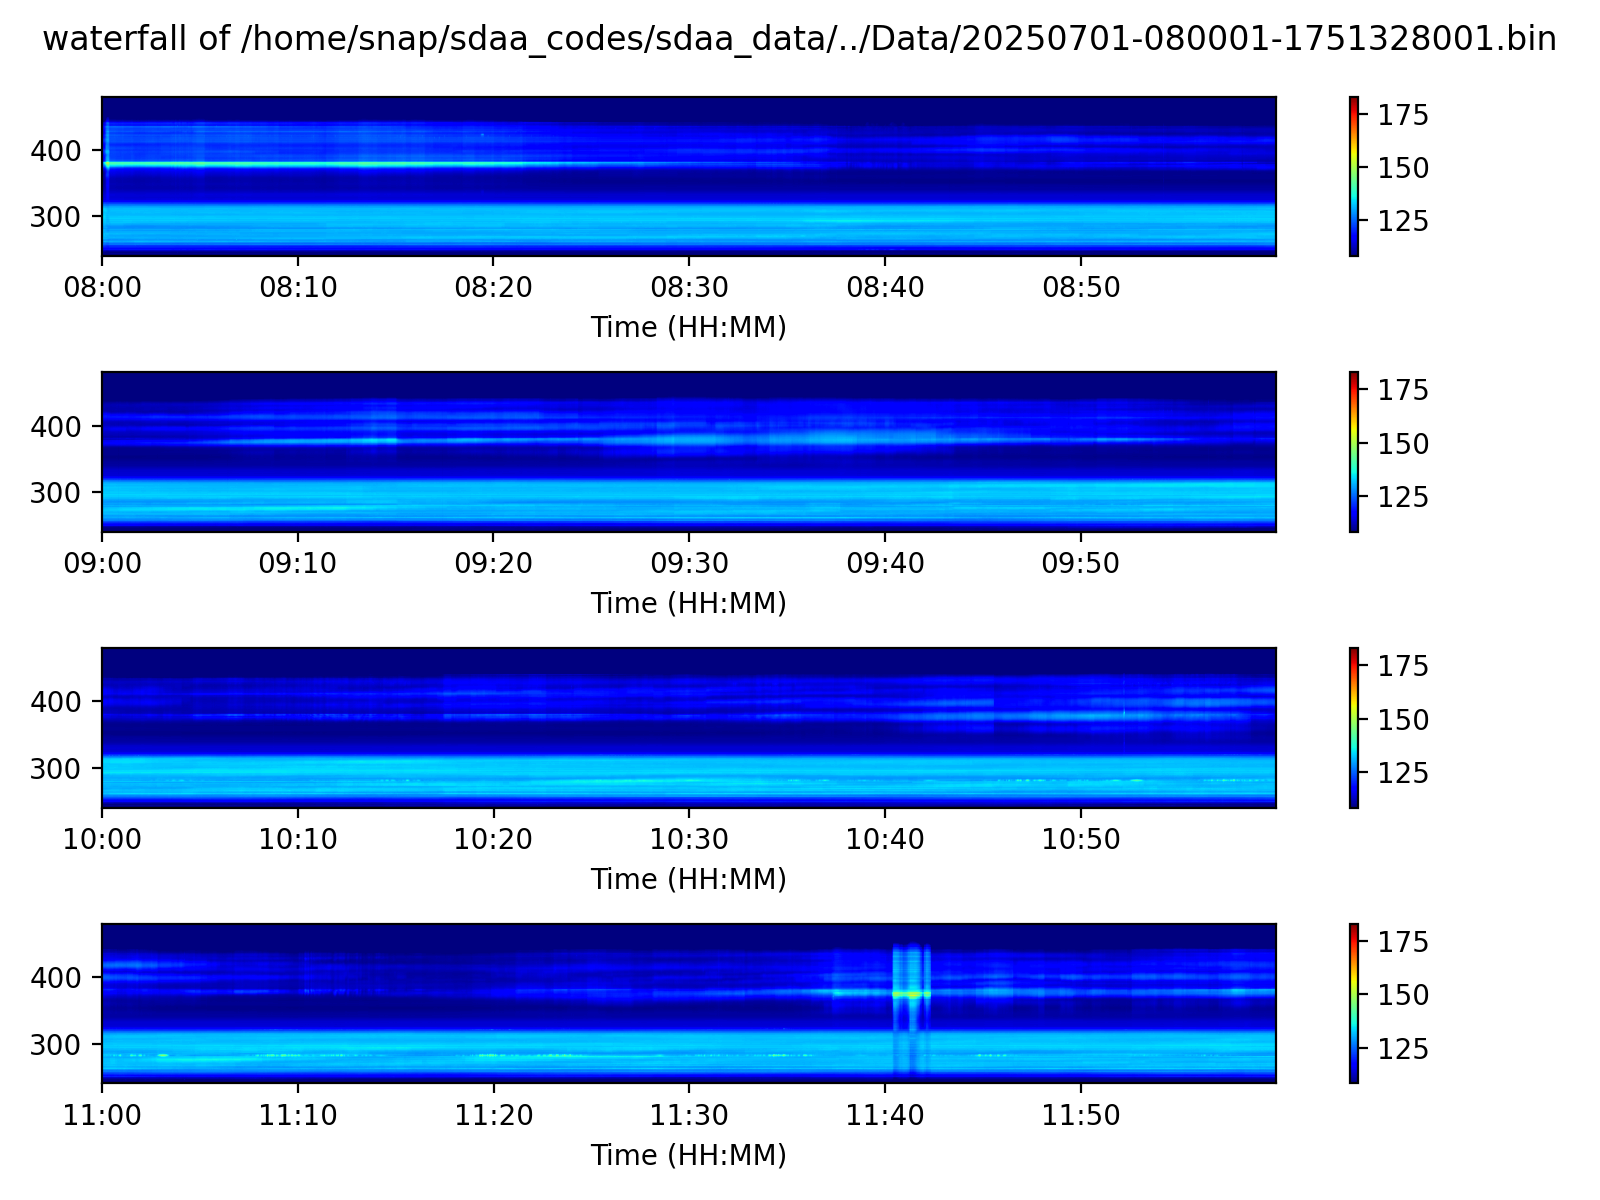 waterfall of /home/snap/sdaa_codes/sdaa_data/../Data/20250701-080001-1751328001.bin
400
300
08:00 08:10 08:20 08:30 08:40 08:50
Time (HH:MM)
175
150
125
400
300
09:00 09:10 09:20 09:30 09:40 09:50
Time (HH:MM)
175
150
125
400
300
10:00 10:10 10:20 10:30 10:40 10:50
Time (HH:MM)
175
150
125
400
300
11:00 11:10 11:20 11:30 11:40 11:50
Time (HH:MM)
175
150
125